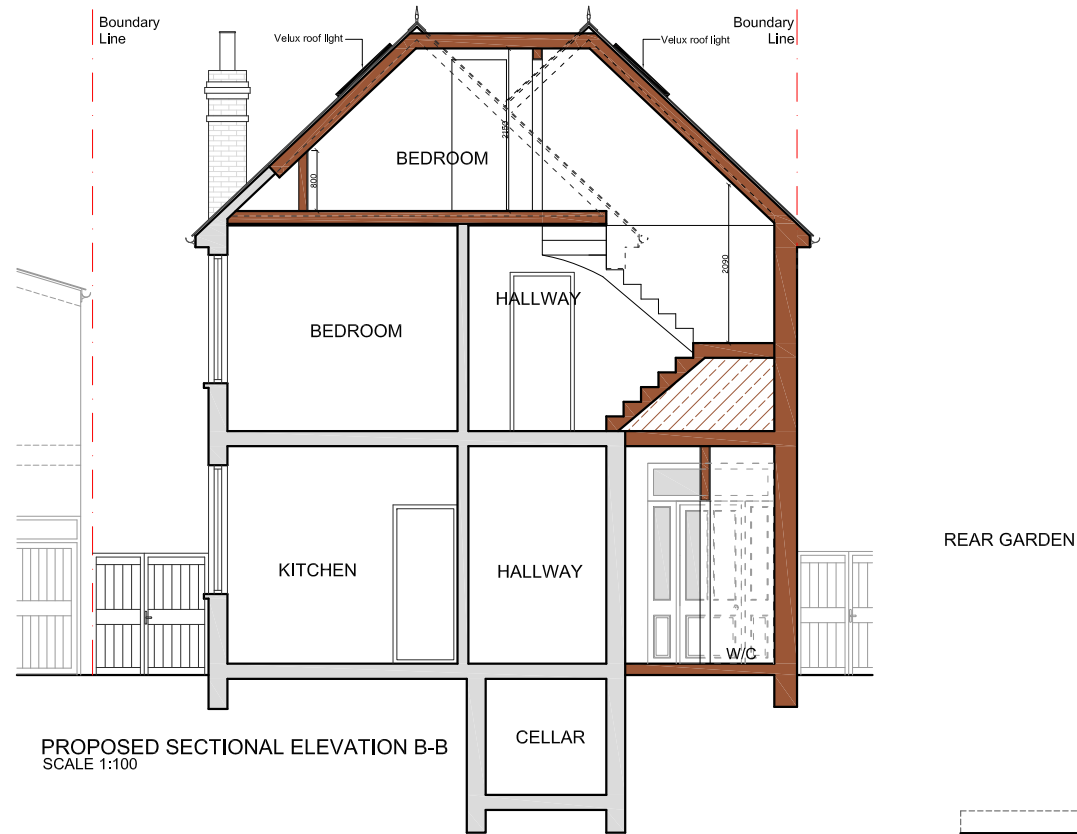 Boundary
Line
Velux roof light
Velux roof light
Boundary
Line
BEDROOM
2150
800
2090
HALLWAY
BEDROOM
KITCHEN
HALLWAY
W/C
REAR GARDEN
CELLAR
PROPOSED SECTIONAL ELEVATION B-B
SCALE 1:100